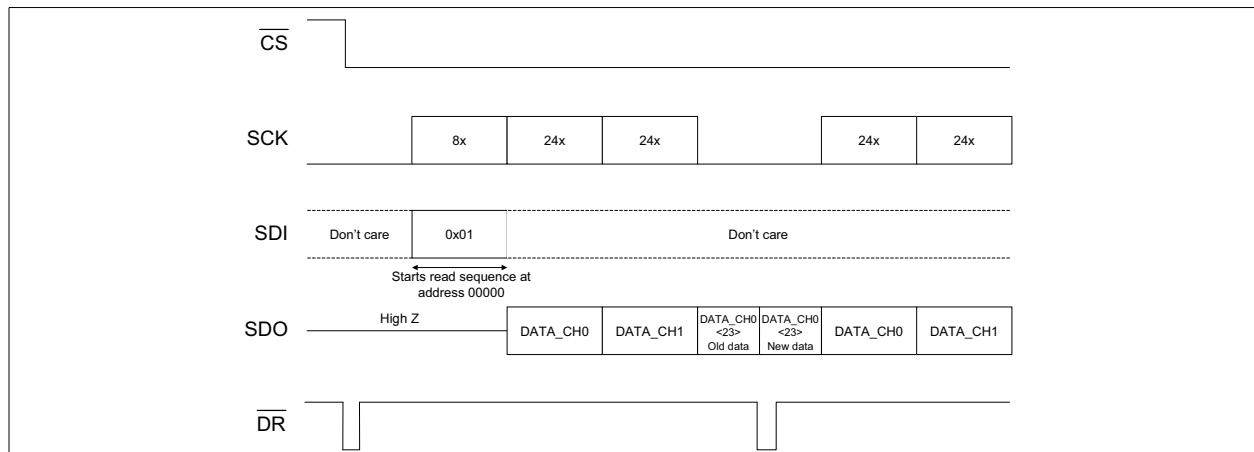 CS
SCK
8x
24x
24x
24x
24x
SDI
Don't care
0x01
Don't care
Starts read sequence at
address 00000
SDO
High Z
DATA_CH0
DATA_CH1
DATA_CH0
<23>
Old data
DATA_CH0
<23>
New data
DATA_CH0
DATA_CH1
DR